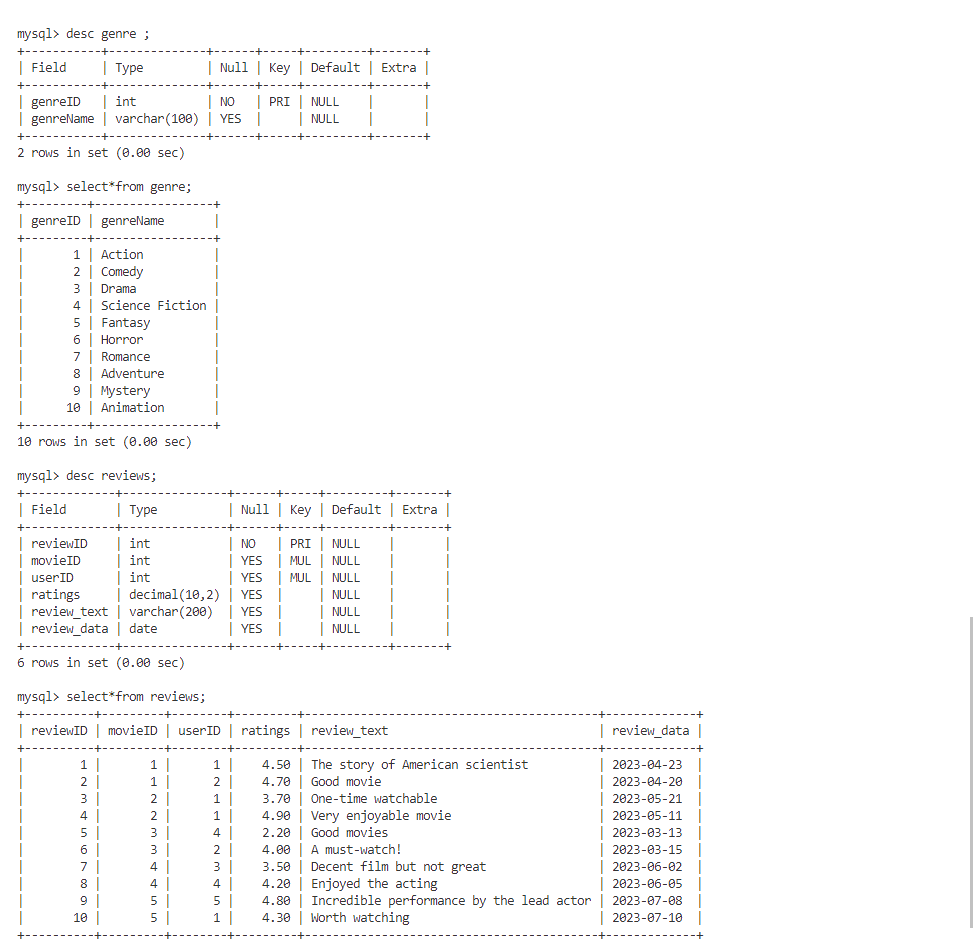 mysql> desc genre ;
+-----------+--------------+------+-----+---------+-------+
| Field     | Type         | Null | Key | Default | Extra |
+-----------+--------------+------+-----+---------+-------+
| genreID   | int          | NO   | PRI | NULL    |       |
| genreName | varchar(100) | YES  |     | NULL    |       |
+-----------+--------------+------+-----+---------+-------+
2 rows in set (0.00 sec)
mysql> select*from genre;
+---------+-----------------+
| genreID | genreName       |
+---------+-----------------+
|       1 | Action          |
|       2 | Comedy          |
|       3 | Drama           |
|       4 | Science Fiction |
|       5 | Fantasy         |
|       6 | Horror          |
|       7 | Romance         |
|       8 | Adventure       |
|       9 | Mystery         |
|      10 | Animation       |
+---------+-----------------+
10 rows in set (0.00 sec)
mysql> desc reviews;
+-------------+---------------+------+-----+---------+-------+
| Field       | Type          | Null | Key | Default | Extra |
+-------------+---------------+------+-----+---------+-------+
| reviewID    | int           | NO   | PRI | NULL    |       |
| movieID     | int           | YES  | MUL | NULL    |       |
| userID      | int           | YES  | MUL | NULL    |       |
| ratings     | decimal(10,2) | YES  |     | NULL    |       |
| review_text | varchar(200)  | YES  |     | NULL    |       |
| review_data | date          | YES  |     | NULL    |       |
+-------------+---------------+------+-----+---------+-------+
6 rows in set (0.00 sec)
mysql> select*from reviews;
+----------+---------+--------+---------+------------------------------------------+-------------+
| reviewID | movieID | userID | ratings | review_text                              | review_data |
+----------+---------+--------+---------+------------------------------------------+-------------+
|        1 |       1 |      1 |    4.50 | The story of American scientist          | 2023-04-23  |
|        2 |       1 |      2 |    4.70 | Good movie                               | 2023-04-20  |
|        3 |       2 |      1 |    3.70 | One-time watchable                       | 2023-05-21  |
|        4 |       2 |      1 |    4.90 | Very enjoyable movie                     | 2023-05-11  |
|        5 |       3 |      4 |    2.20 | Good movies                              | 2023-03-13  |
|        6 |       3 |      2 |    4.00 | A must-watch!                            | 2023-03-15  |
|        7 |       4 |      3 |    3.50 | Decent film but not great                | 2023-06-02  |
|        8 |       4 |      4 |    4.20 | Enjoyed the acting                       | 2023-06-05  |
|        9 |       5 |      5 |    4.80 | Incredible performance by the lead actor | 2023-07-08  |
|       10 |       5 |      1 |    4.30 | Worth watching                           | 2023-07-10  |
+----------+---------+--------+---------+------------------------------------------+-------------+